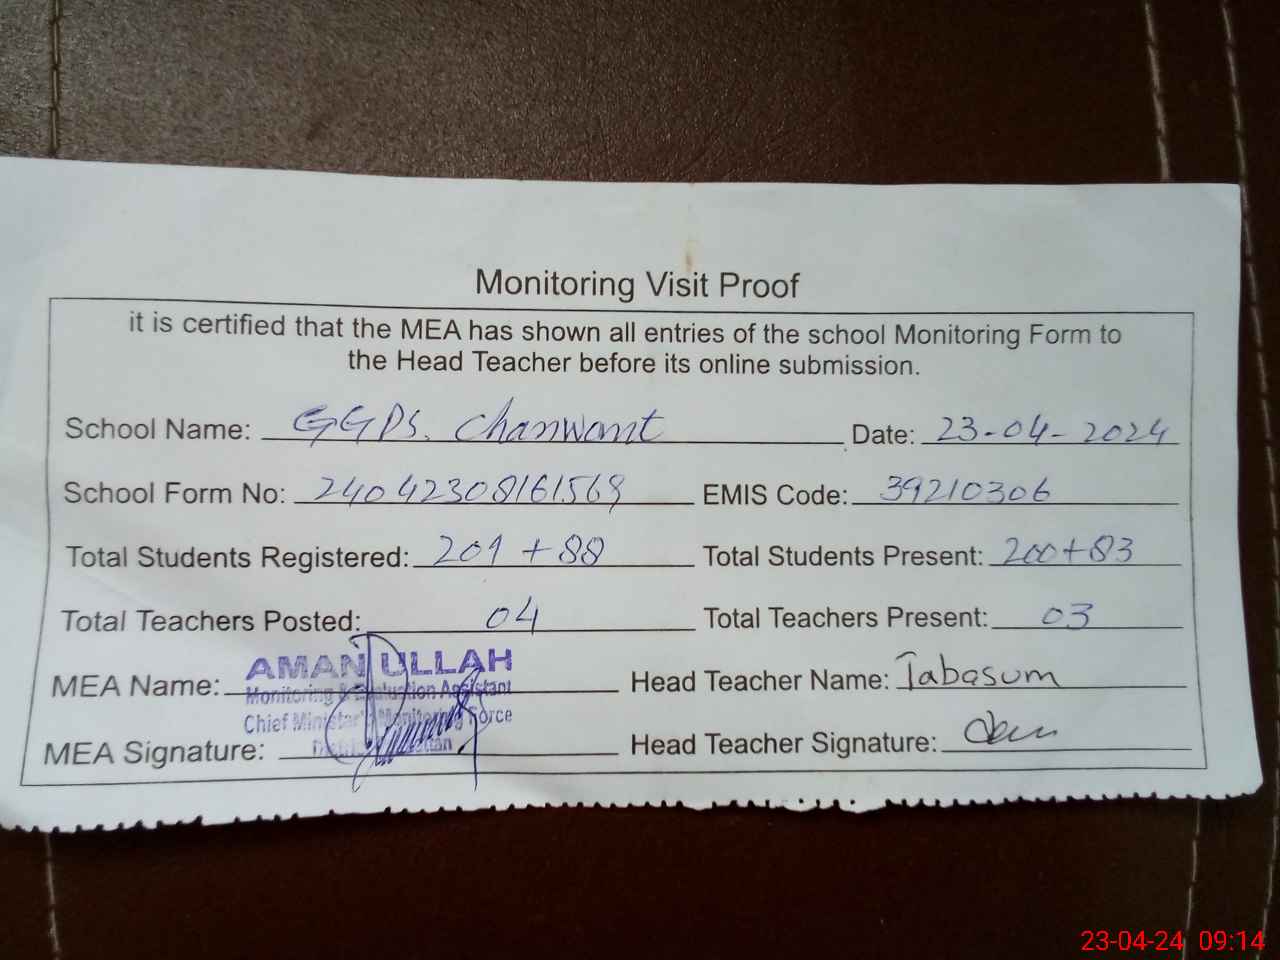 Monitoring Visit Proof
it is certified that the MEA has shown all entries of the school Monitoring Form to
the Head Teacher before its online submission.
School Name: GGPS. Chanwant Date: 23-04-2024
School Form No: 24042308161569 EMIS Code: 39210306
Total Students Registered: 201 + 88 Total Students Present: 200+83
Total Teachers Posted: 04 Total Teachers Present: 03
AMAN ULLAH
MEA Name: Head Teacher Name: Tabasum
Monitoring & Evaluation Assistant
Chief Minister's Monitoring Force
MEA Signature: Head Teacher Signature:
23-04-24 09:14